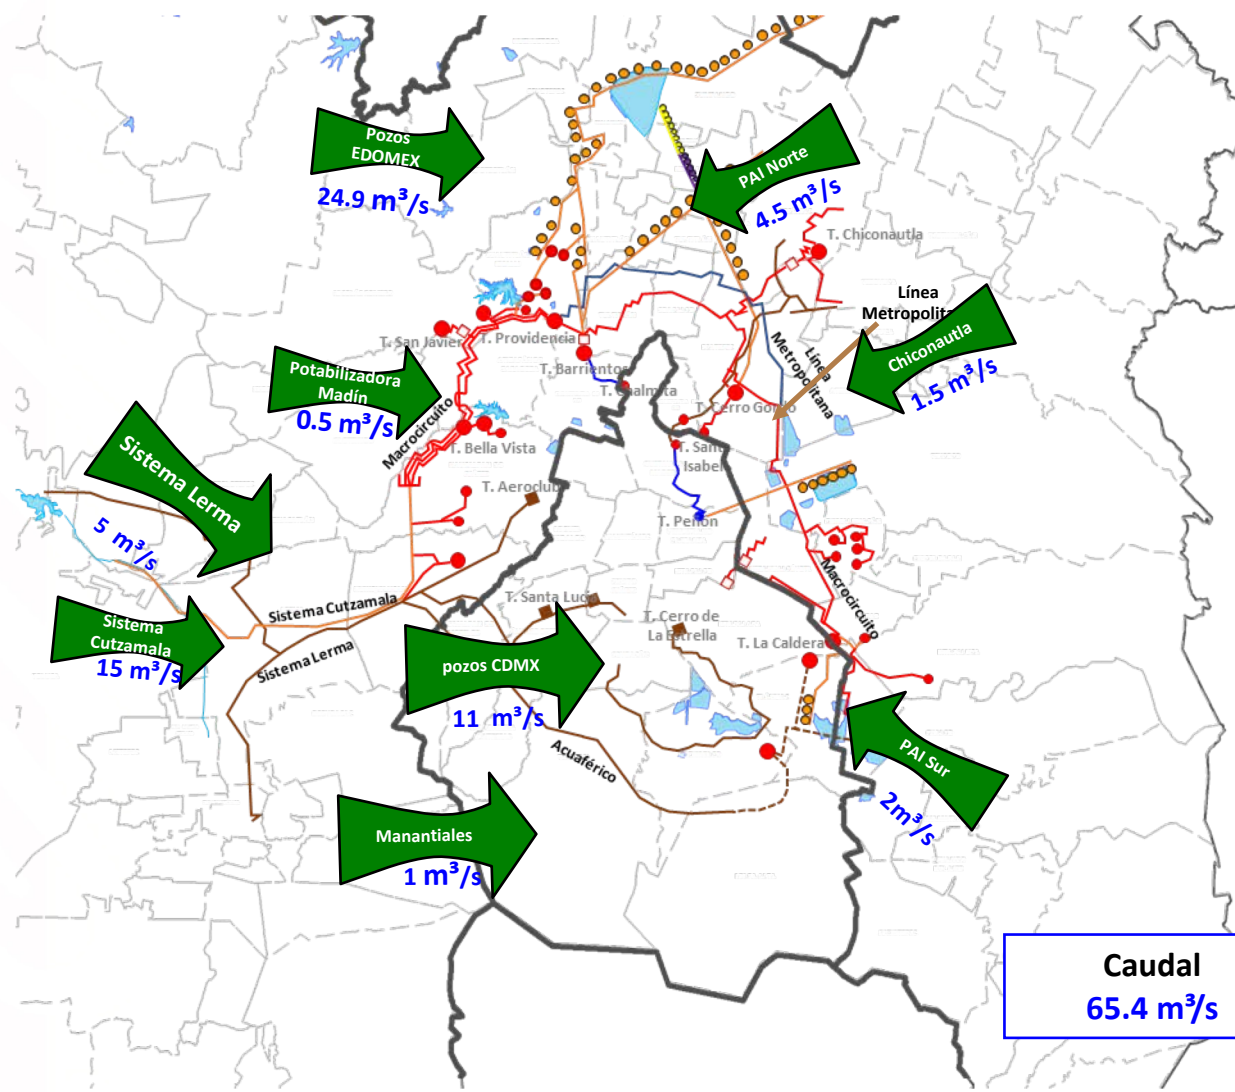 Pozos
EDOMEX
24.9 m³/s
PAI Norte
4.5 m³/s
T. Chiconautla
Línea
Metropolita
Chiconautla
1.5 m³/s
Línea
Metropolitana
T. San Javier
T. Providencia
T. Barrientos
T. Chalmita
T. Cerro Gordo
Potabilizadora
Madín
0.5 m³/s
Macrocircuito
T. Bella Vista
T. Santa
Isabel
Sistema Lerma
5 m³/s
T. Aeroclub
T. Peñón
Sistema
Cutzamala
15 m³/s
Sistema Cutzamala
Sistema Lerma
T. Santa Lucía
T. Cerro de
La Estrella
Macrocircuito
T. La Caldera
pozos CDMX
11 m³/s
Acuaférico
PAI Sur
2m³/s
Manantiales
1 m³/s
Caudal
65.4 m³/s